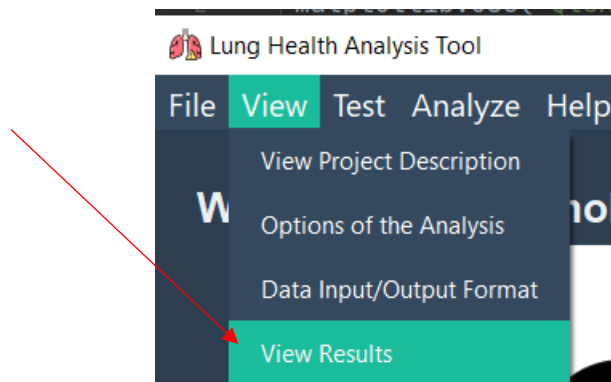 Lung Health Analysis Tool
File View Test Analyze Help
View Project Description
Options of the Analysis
Data Input/Output Format
View Results